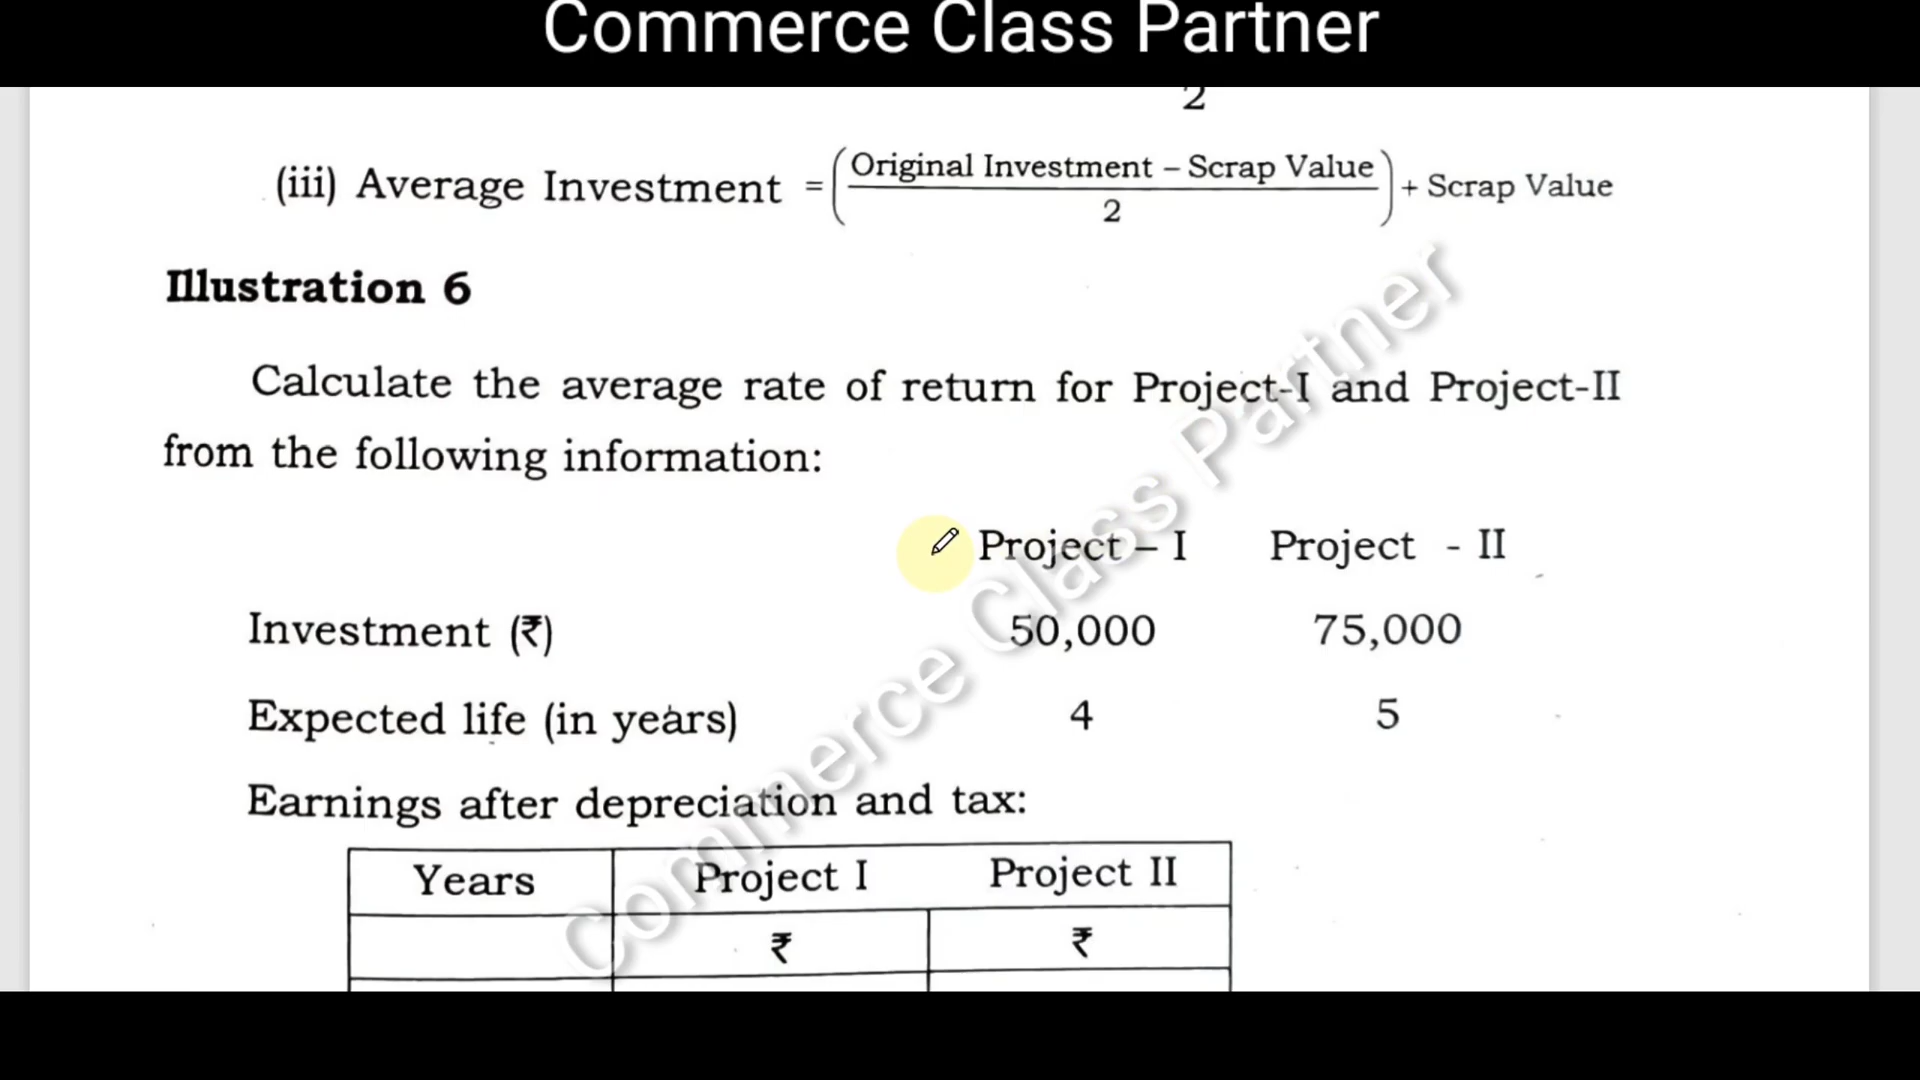 Commerce Class Partner
2
(iii) Average Investment = (Original Investment – Scrap Value / 2) + Scrap Value
Illustration 6
Calculate the average rate of return for Project-I and Project-II
from the following information:
Project – I Project - II
Investment (₹) 50,000 75,000
Expected life (in years) 4 5
Earnings after depreciation and tax:
Years Project I Project II
₹ ₹
Commerce Class Partner